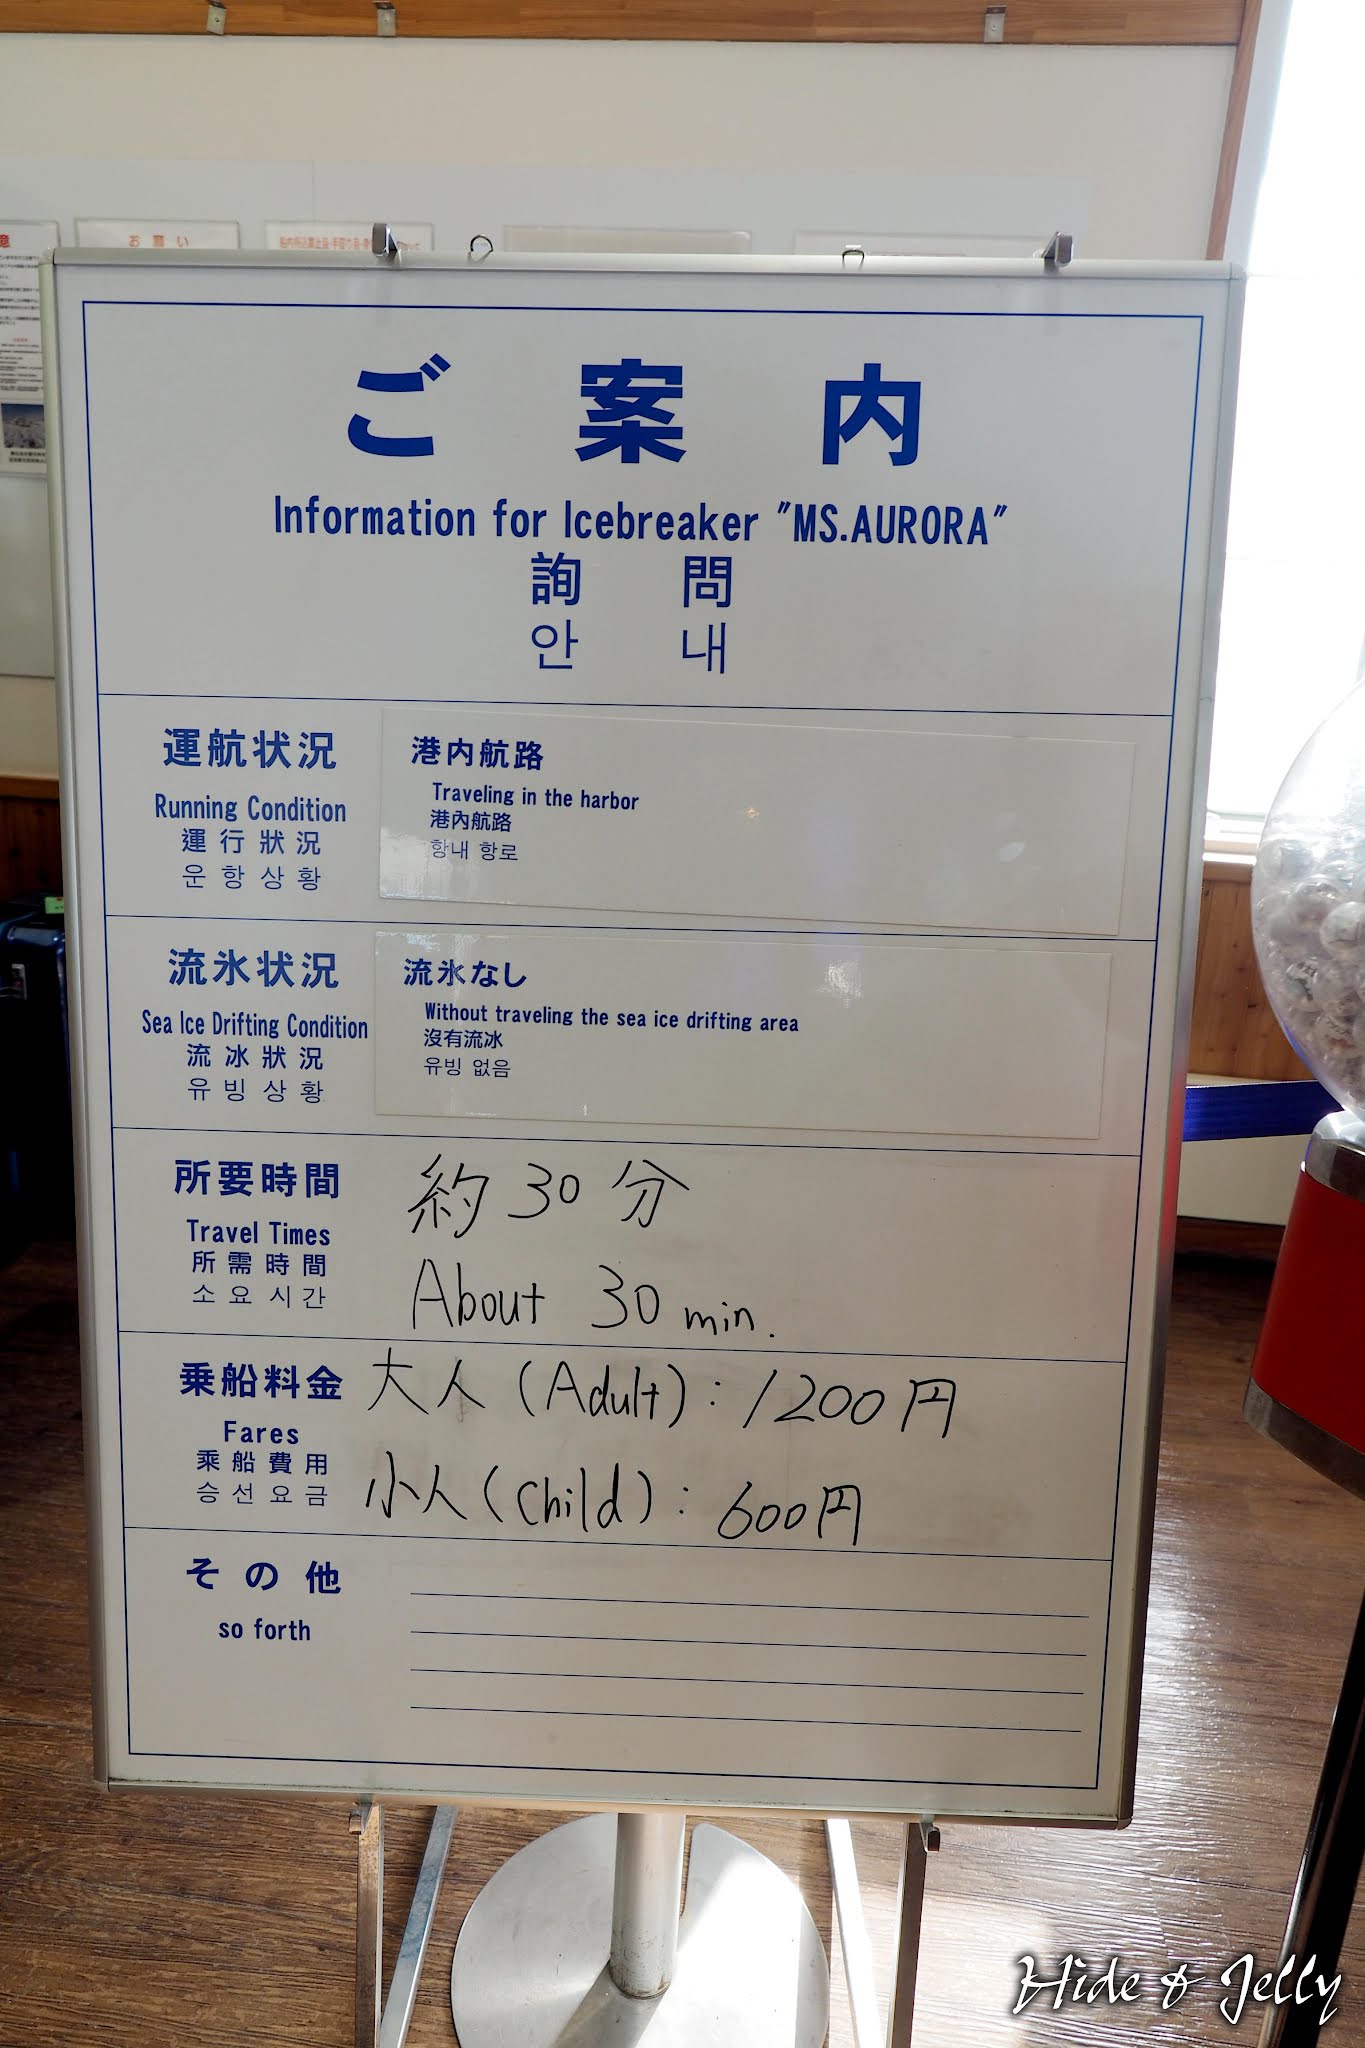 お願い
ご案内
Information for Icebreaker "MS.AURORA"
詢問
안내
運航状況
Running Condition
運行狀況
운항상황
港内航路
Traveling in the harbor
港內航路
항내 항로
流氷状況
Sea Ice Drifting Condition
流冰狀況
유빙상황
流氷なし
Without traveling the sea ice drifting area
沒有流冰
유빙 없음
所要時間
Travel Times
所需時間
소요시간
約30分
About 30 min.
乗船料金
Fares
乘船費用
승선요금
大人(Adult):1200円
小人(child):600円
その他
so forth
Hide & Jelly